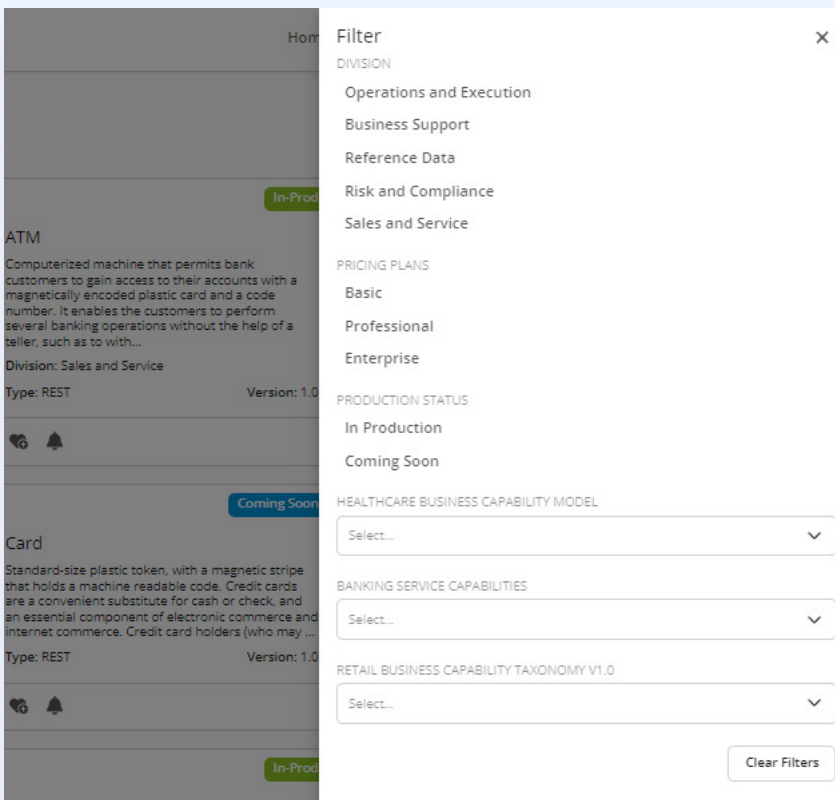 Hom
In-Prod
ATM
Computerized machine that permits bank
customers to gain access to their accounts with a
magnetically encoded plastic card and a code
number. It enables the customers to perform
several banking operations without the help of a
teller, such as to with...
Division: Sales and Service
Type: REST Version: 1.0
Coming Soon
Card
Standard-size plastic token, with a magnetic stripe
that holds a machine readable code. Credit cards
are a convenient substitute for cash or check, and
an essential component of electronic commerce and
internet commerce. Credit card holders (who may ...
Type: REST Version: 1.0
In-Prod
Filter
DIVISION
Operations and Execution
Business Support
Reference Data
Risk and Compliance
Sales and Service
PRICING PLANS
Basic
Professional
Enterprise
PRODUCTION STATUS
In Production
Coming Soon
HEALTHCARE BUSINESS CAPABILITY MODEL
Select...
BANKING SERVICE CAPABILITIES
Select...
RETAIL BUSINESS CAPABILITY TAXONOMY V1.0
Select...
Clear Filters